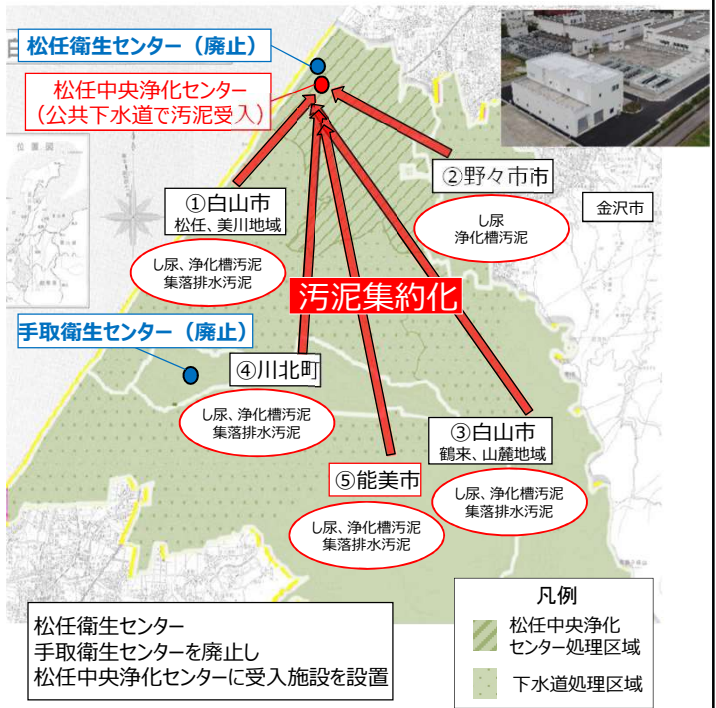 白
松任衛生センター（廃止）
松任中央浄化センター
（公共下水道で汚泥受入）
位置図
①白山市
松任、美川地域
し尿、浄化槽汚泥
集落排水汚泥
②野々市市
し尿
浄化槽汚泥
金沢市
汚泥集約化
手取衛生センター（廃止）
④川北町
し尿、浄化槽汚泥
集落排水汚泥
③白山市
鶴来、山麓地域
し尿、浄化槽汚泥
集落排水汚泥
⑤能美市
し尿、浄化槽汚泥
集落排水汚泥
松任衛生センター
手取衛生センターを廃止し
松任中央浄化センターに受入施設を設置
凡例
松任中央浄化
センター処理区域
下水道処理区域